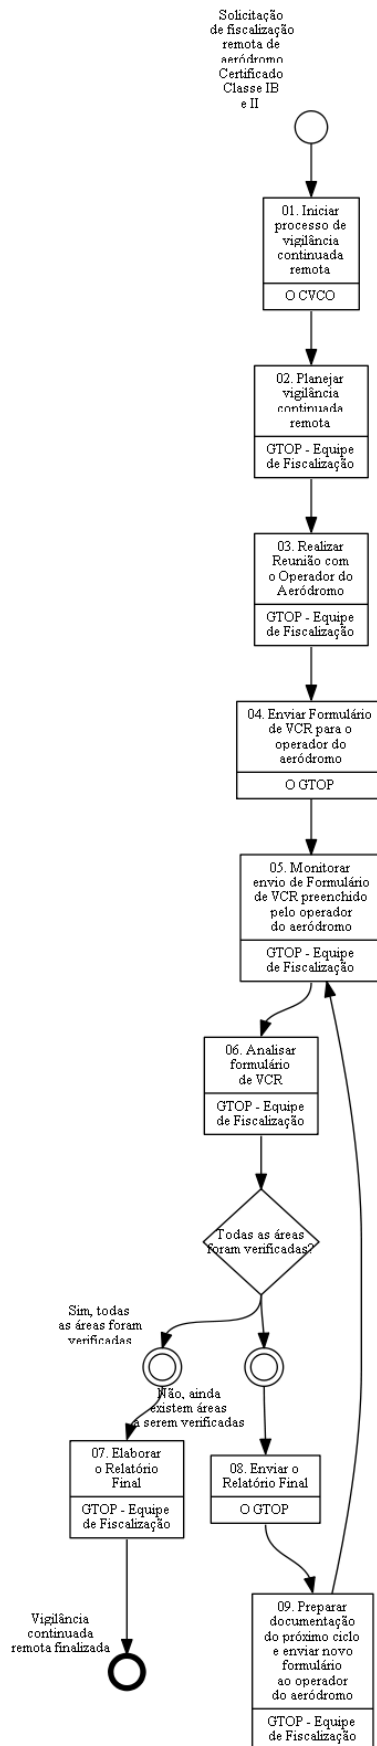 Solicitação
de fiscalização
remota de
aeródromo
Certificado
Classe IB
e II
01. Iniciar
processo de
vigilância
continuada
remota
O CVCO
02. Planejar
vigilância
continuada
remota
GTOP - Equipe
de Fiscalização
03. Realizar
Reunião com
o Operador do
Aeródromo
GTOP - Equipe
de Fiscalização
04. Enviar Formulário
de VCR para o
operador do
aeródromo
O GTOP
05. Monitorar
envio de Formulário
de VCR preenchido
pelo operador
do aeródromo
GTOP - Equipe
de Fiscalização
06. Analisar
formulário
de VCR
GTOP - Equipe
de Fiscalização
Todas as áreas
foram verificadas?
Sim, todas
as áreas foram
verificadas
Não, ainda
existem áreas
a serem verificadas
07. Elaborar
o Relatório
Final
GTOP - Equipe
de Fiscalização
08. Enviar o
Relatório Final
O GTOP
09. Preparar
documentação
do próximo ciclo
e enviar novo
formulário
ao operador
do aeródromo
GTOP - Equipe
de Fiscalização
Vigilância
continuada
remota finalizada